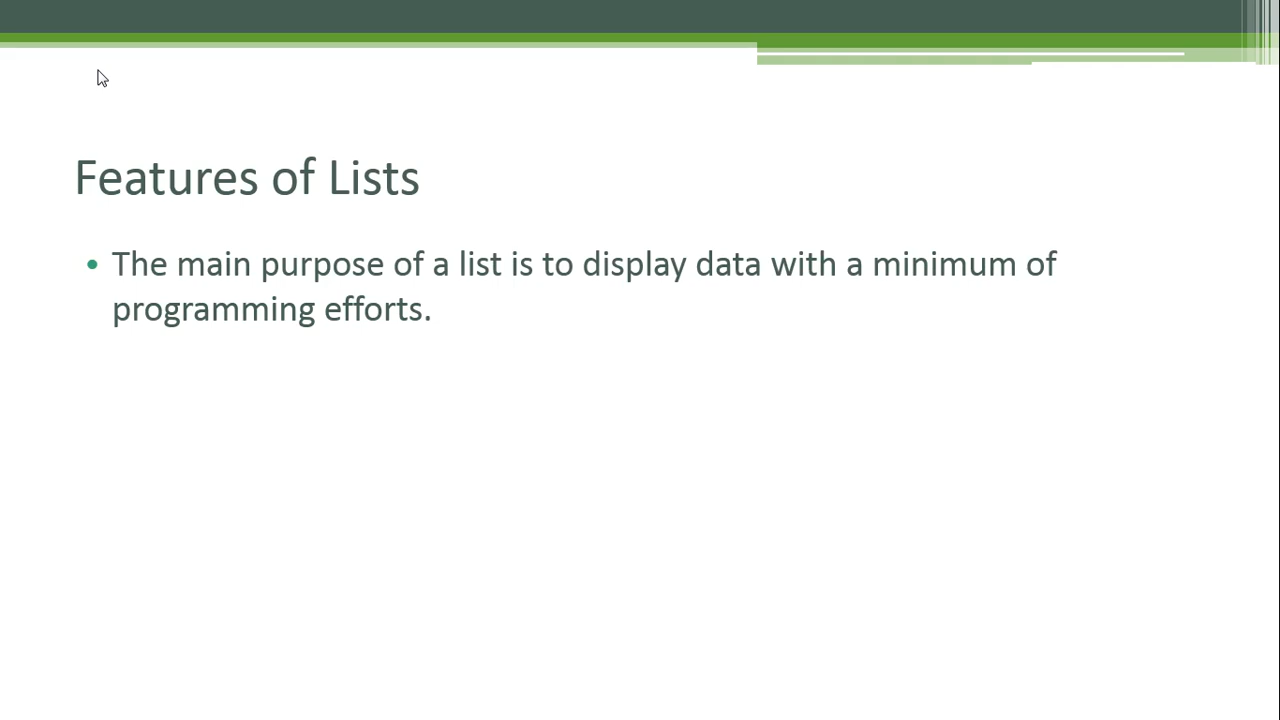 Features of Lists
• The main purpose of a list is to display data with a minimum of
programming efforts.